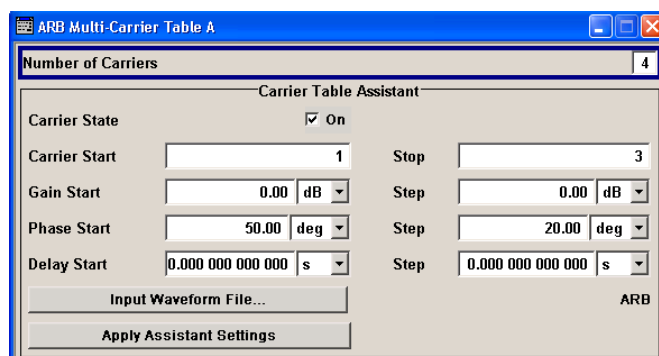 ARB Multi-Carrier Table A
Number of Carriers 4
Carrier Table Assistant
Carrier State On
Carrier Start 1 Stop 3
Gain Start 0.00 dB Step 0.00 dB
Phase Start 50.00 deg Step 20.00 deg
Delay Start 0.000 000 000 000 s Step 0.000 000 000 000 s
Input Waveform File... ARB
Apply Assistant Settings